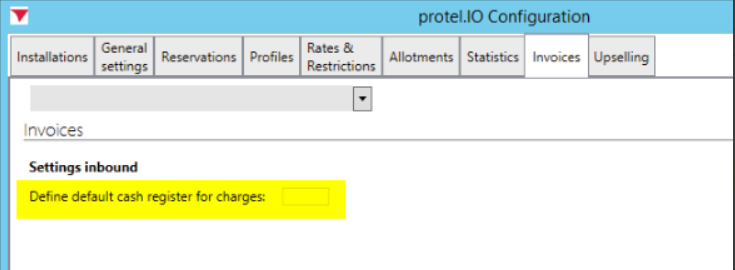 protel.IO Configuration
Installations
General settings
Reservations
Profiles
Rates & Restrictions
Allotments
Statistics
Invoices
Upselling
Invoices
Settings inbound
Define default cash register for charges: